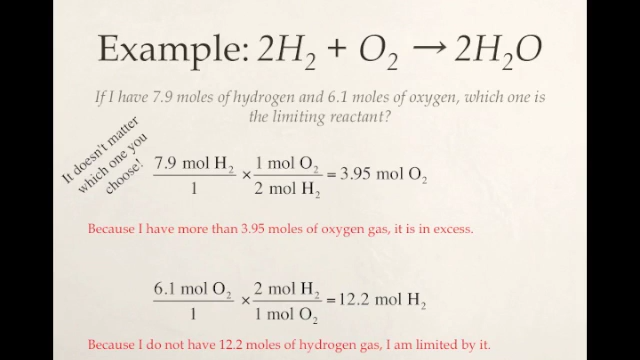 Example: 2H₂ + O₂ → 2H₂O
If I have 7.9 moles of hydrogen and 6.1 moles of oxygen, which one is
the limiting reactant?
It doesn't matter
which one you
choose!
7.9 mol H₂ / 1 × 1 mol O₂ / 2 mol H₂ = 3.95 mol O₂
Because I have more than 3.95 moles of oxygen gas, it is in excess.
6.1 mol O₂ / 1 × 2 mol H₂ / 1 mol O₂ = 12.2 mol H₂
Because I do not have 12.2 moles of hydrogen gas, I am limited by it.